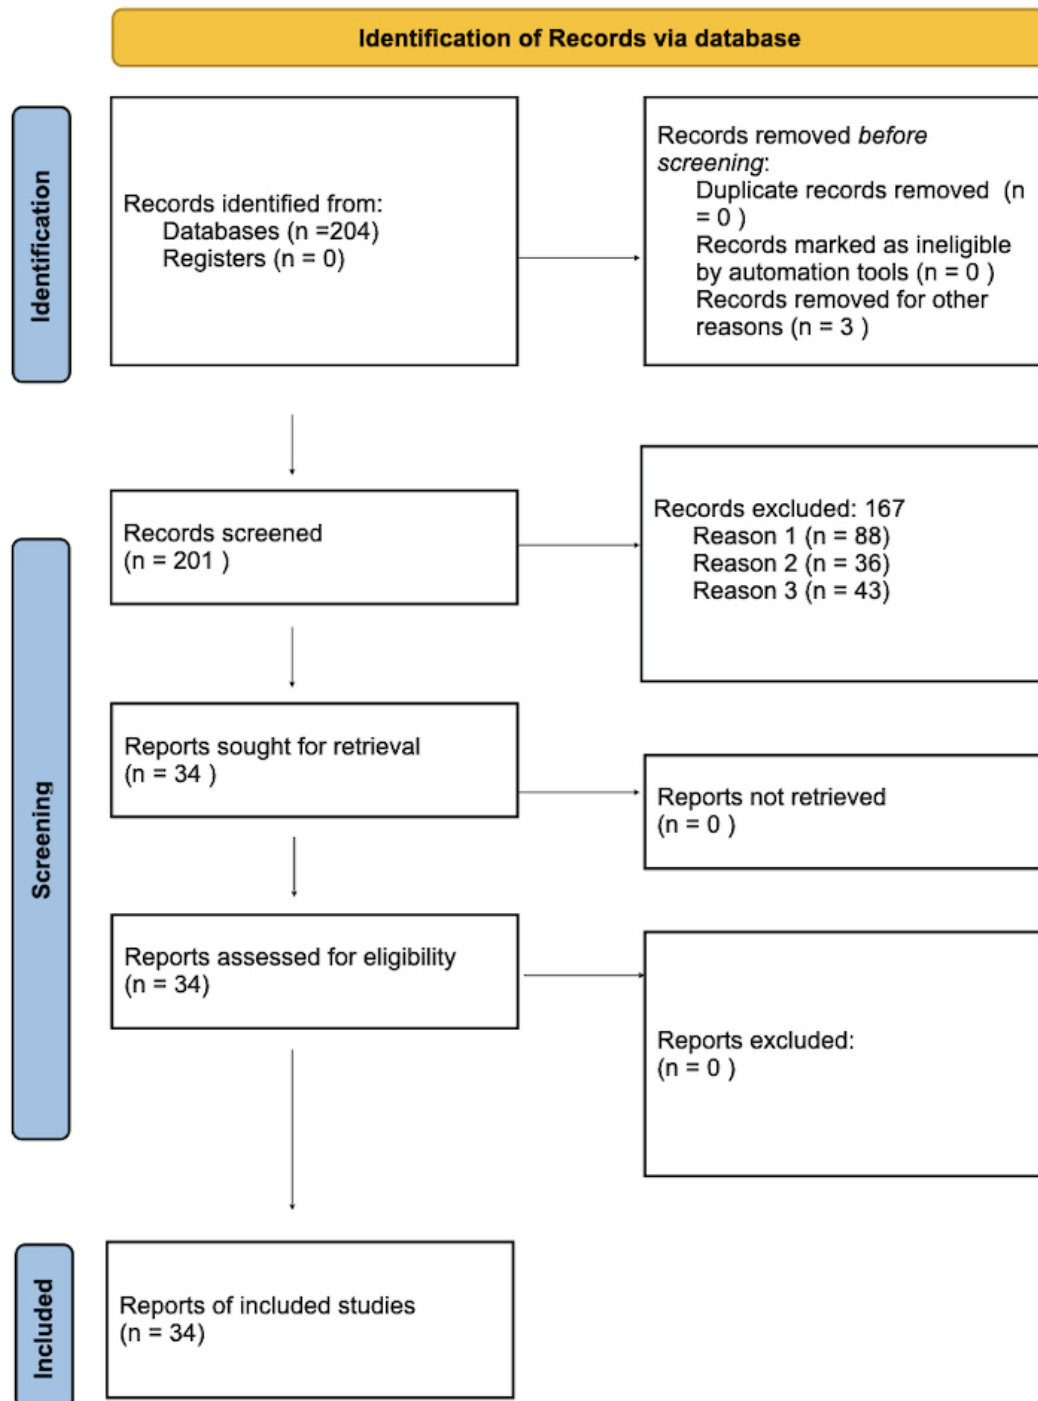 Identification of Records via database
Identification
Records identified from:
Databases (n =204)
Registers (n = 0)
Records removed before
screening:
Duplicate records removed  (n
= 0 )
Records marked as ineligible
by automation tools (n = 0 )
Records removed for other
reasons (n = 3 )
Screening
Records screened
(n = 201 )
Records excluded: 167
Reason 1 (n = 88)
Reason 2 (n = 36)
Reason 3 (n = 43)
Reports sought for retrieval
(n = 34 )
Reports not retrieved
(n = 0 )
Reports assessed for eligibility
(n = 34)
Reports excluded:
(n = 0 )
Included
Reports of included studies
(n = 34)